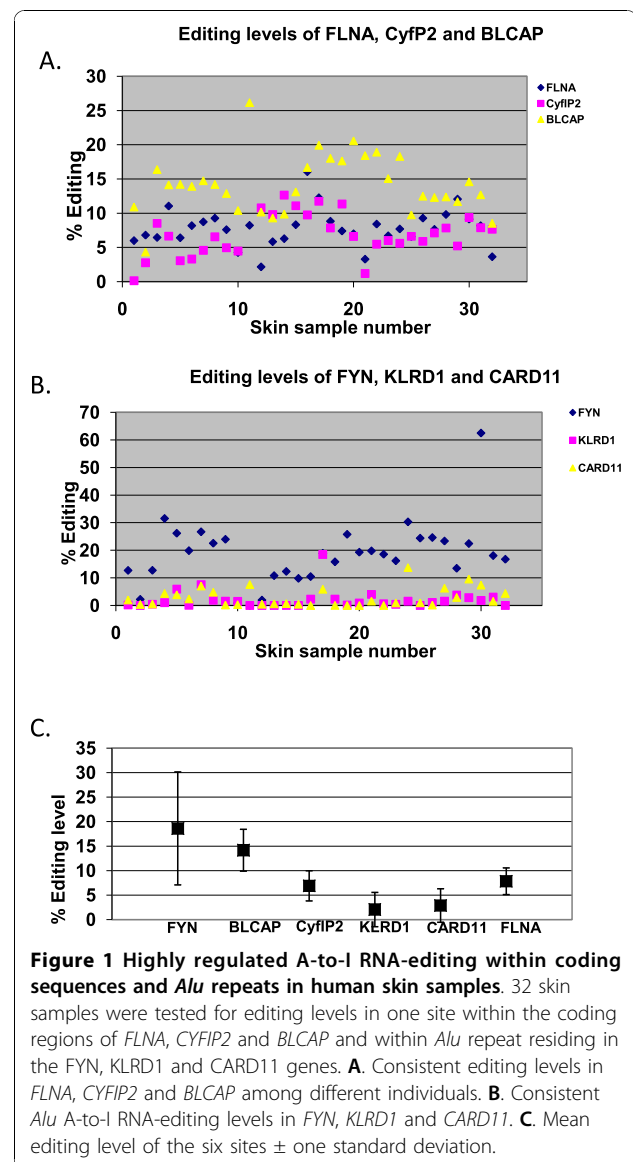 Editing levels of FLNA, CyfP2 and BLCAP
A.
30
25
20
15
10
5
0
% Editing
0 10 20 30
Skin sample number
FLNA
CyfIP2
BLCAP
Editing levels of FYN, KLRD1 and CARD11
B.
70
60
50
40
30
20
10
0
% Editing
0 10 20 30
Skin sample number
FYN
KLRD1
CARD11
C.
35
30
25
20
15
10
5
0
% Editing level
FYN BLCAP CyfIP2 KLRD1 CARD11 FLNA
Figure 1 Highly regulated A-to-I RNA-editing within coding
sequences and Alu repeats in human skin samples. 32 skin
samples were tested for editing levels in one site within the coding
regions of FLNA, CYFIP2 and BLCAP and within Alu repeat residing in
the FYN, KLRD1 and CARD11 genes. A. Consistent editing levels in
FLNA, CYFIP2 and BLCAP among different individuals. B. Consistent
Alu A-to-I RNA-editing levels in FYN, KLRD1 and CARD11. C. Mean
editing level of the six sites ± one standard deviation.